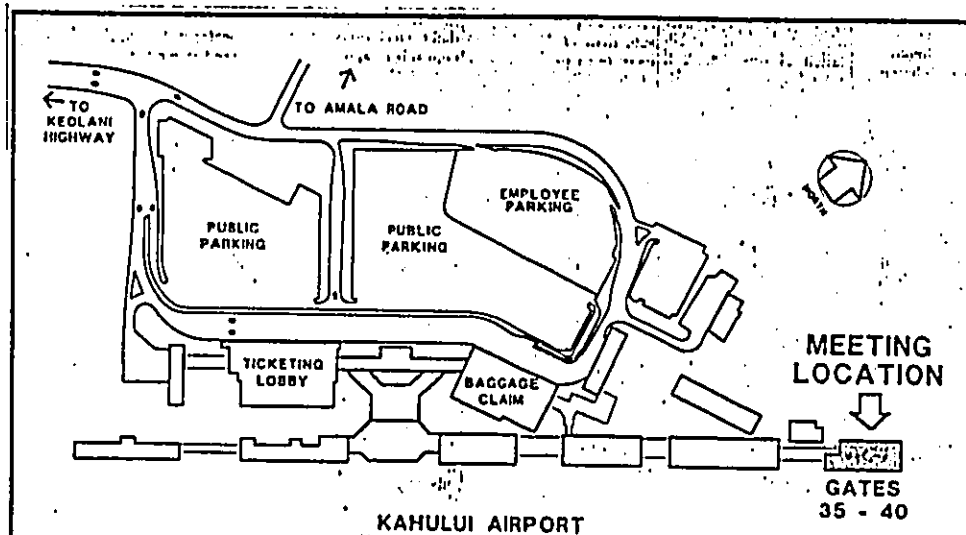 TO
KEOLANI
HIGHWAY
TO AMALA ROAD
EMPLOYEE
PARKING
NORTH
PUBLIC
PARKING
PUBLIC
PARKING
MEETING
LOCATION
TICKETING
LOBBY
BAGGAGE
CLAIM
GATES
35 - 40
KAHULUI AIRPORT